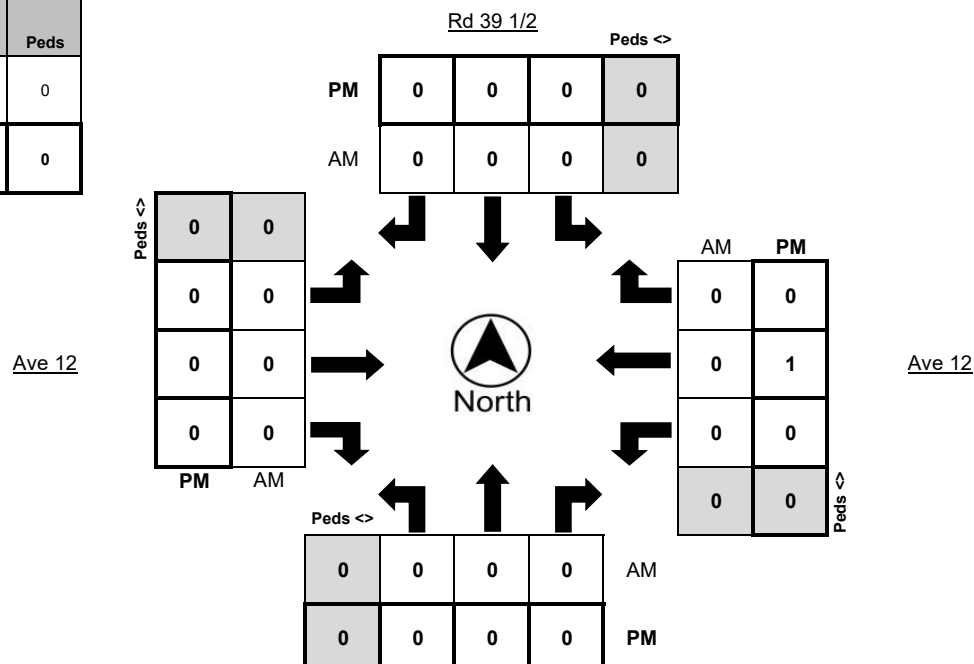 Rd 39 1/2
Peds
Peds <>
0
PM 0 0 0 0
0
AM 0 0 0 0
Peds <>
0 0
AM PM
0 0
0 0
Ave 12
0 0
0 1
Ave 12
North
0 0
0 0
PM AM
0 0
Peds <>
Peds <>
0 0 0 0 AM
0 0 0 0 PM